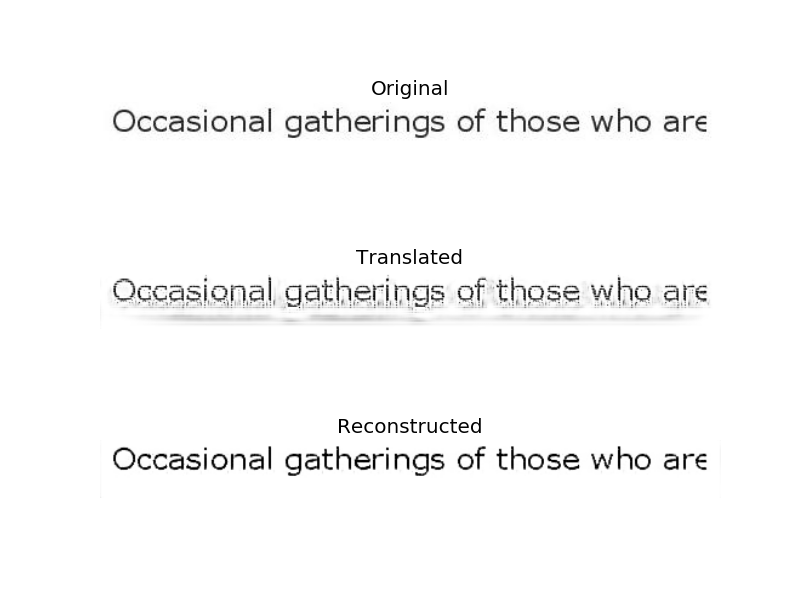 Original
Occasional gatherings of those who are
Translated
Occasional gatherings of those who are
Reconstructed
Occasional gatherings of those who are